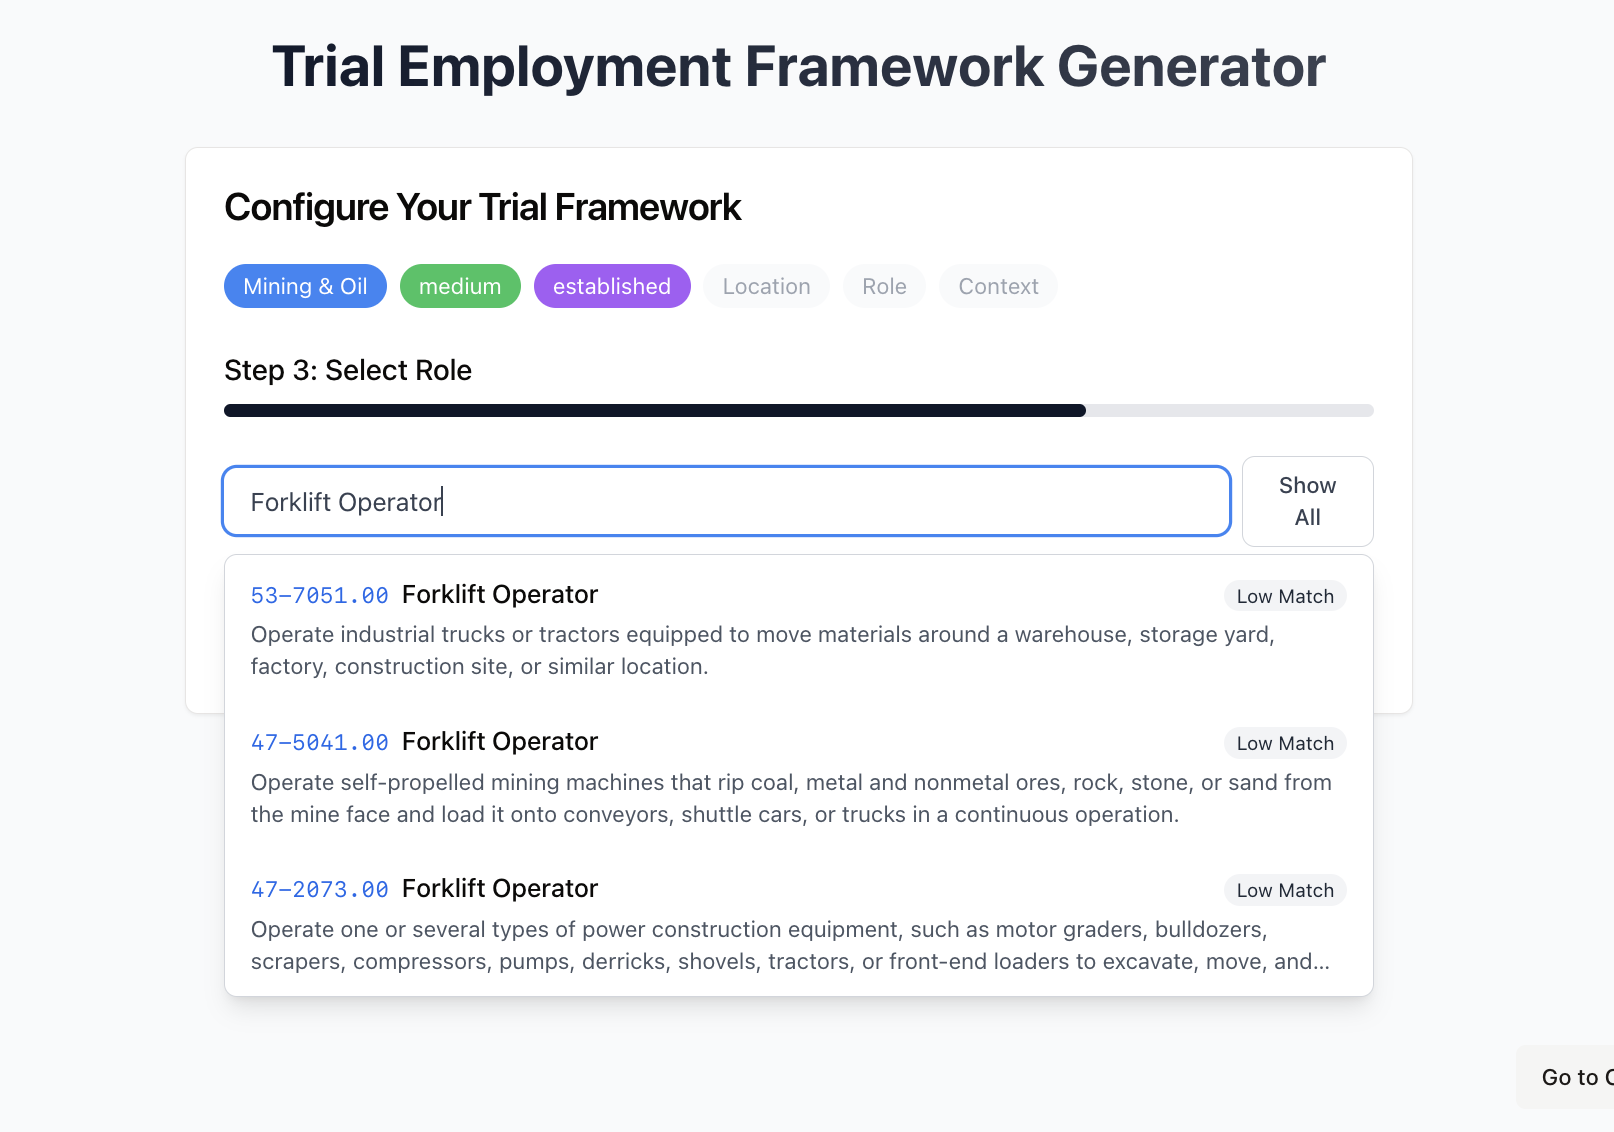 Trial Employment Framework Generator
Configure Your Trial Framework
Mining & Oil medium established Location Role Context
Step 3: Select Role
Forklift Operator
Show
All
53-7051.00 Forklift Operator Low Match
Operate industrial trucks or tractors equipped to move materials around a warehouse, storage yard,
factory, construction site, or similar location.
47-5041.00 Forklift Operator Low Match
Operate self-propelled mining machines that rip coal, metal and nonmetal ores, rock, stone, or sand from
the mine face and load it onto conveyors, shuttle cars, or trucks in a continuous operation.
47-2073.00 Forklift Operator Low Match
Operate one or several types of power construction equipment, such as motor graders, bulldozers,
scrapers, compressors, pumps, derricks, shovels, tractors, or front-end loaders to excavate, move, and...
Go to